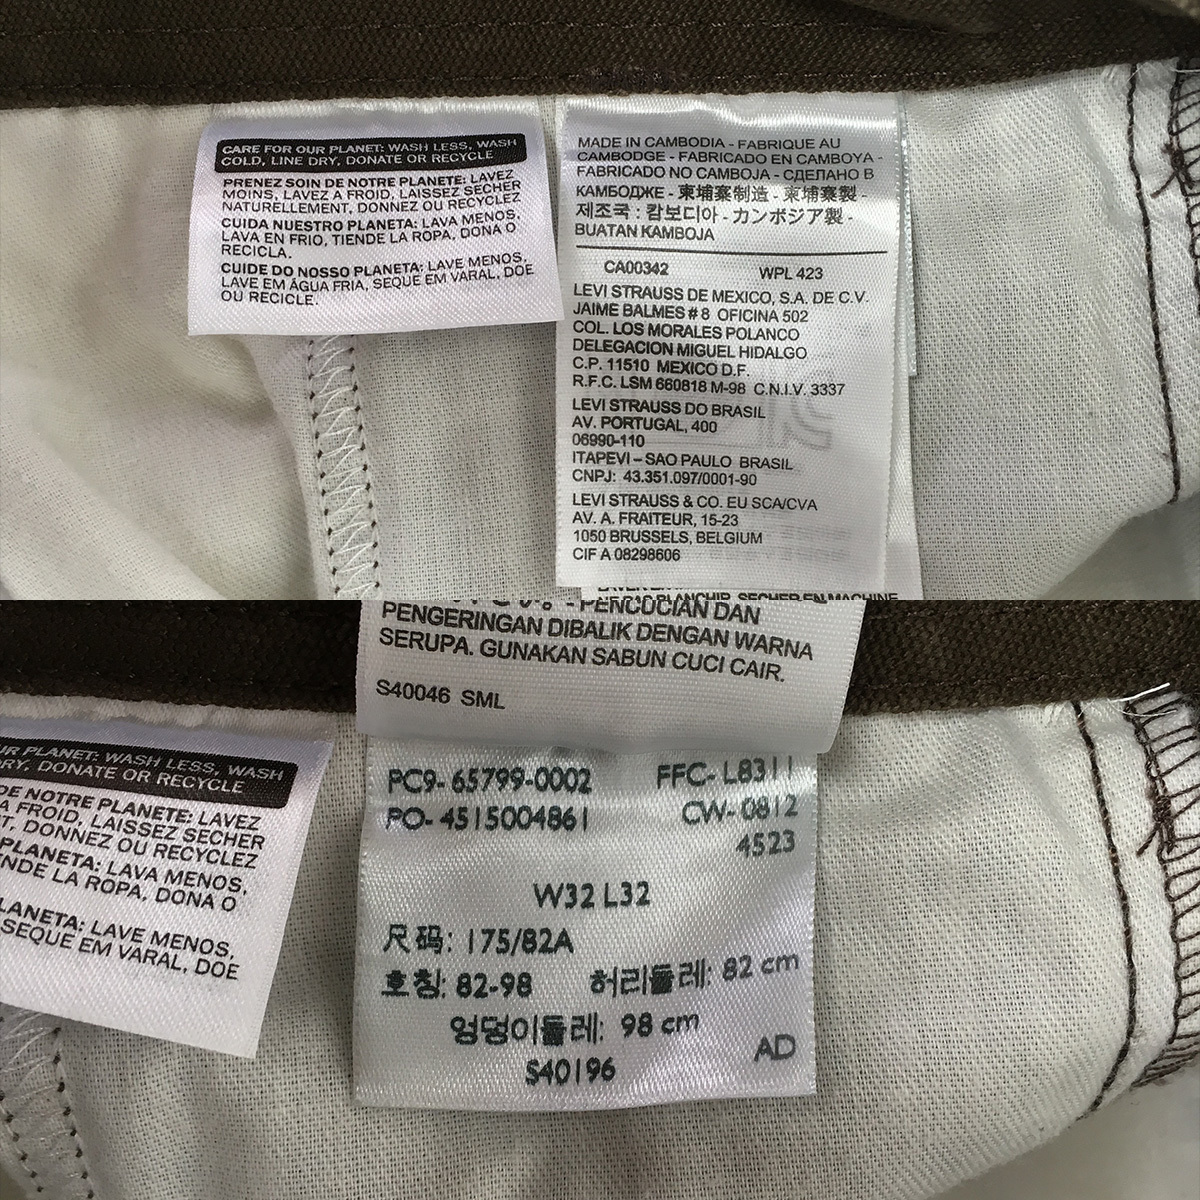 CARE FOR OUR PLANET: WASH LESS, WASH
COLD, LINE DRY, DONATE OR RECYCLE
PRENEZ SOIN DE NOTRE PLANETE: LAVEZ
MOINS, LAVEZ A FROID, LAISSEZ SECHER
NATURELLEMENT, DONNEZ OU RECYCLEZ
CUIDA NUESTRO PLANETA: LAVA MENOS,
LAVA EN FRIO, TIENDE LA ROPA, DONA O
RECICLA.
CUIDE DO NOSSO PLANETA: LAVE MENOS,
LAVE EM ÁGUA FRIA, SEQUE EM VARAL, DOE
OU RECICLE.
MADE IN CAMBODIA - FABRIQUE AU
CAMBODGE - FABRICADO EN CAMBOYA -
FABRICADO NO CAMBOJA - СДЕЛАНО В
КАМБОДЖЕ - 柬埔寨制造 - 柬埔寨製 -
제조국 : 캄보디아 - カンボジア製 -
BUATAN KAMBOJA
CA00342 WPL 423
LEVI STRAUSS DE MEXICO, S.A. DE C.V.
JAIME BALMES # 8 OFICINA 502
COL. LOS MORALES POLANCO
DELEGACION MIGUEL HIDALGO
C.P. 11510 MEXICO D.F.
R.F.C. LSM 660818 M-98 C.N.I.V. 3337
LEVI STRAUSS DO BRASIL
AV. PORTUGAL, 400
06990-110
ITAPEVI – SAO PAULO BRASIL
CNPJ: 43.351.097/0001-90
LEVI STRAUSS & CO. EU SCA/CVA
AV. A. FRAITEUR, 15-23
1050 BRUSSELS, BELGIUM
CIF A 08298606
PLANCHIR, SECHER EN MACHINE
- PENCUCIAN DAN
PENGERINGAN DIBALIK DENGAN WARNA
SERUPA. GUNAKAN SABUN CUCI CAIR.
S40046 SML
UR PLANET: WASH LESS, WASH
RY, DONATE OR RECYCLE
DE NOTRE PLANETE: LAVEZ
A FROID, LAISSEZ SECHER
T, DONNEZ OU RECYCLEZ
PLANETA: LAVA MENOS,
NDE LA ROPA, DONA O
LANETA: LAVE MENOS,
SEQUE EM VARAL, DOE
PC9- 65799-0002 FFC- L8311
PO- 4515004861 CW- 0812
4523
W32 L32
尺码: 175/82A
호칭: 82-98 허리둘레: 82 cm
엉덩이둘레: 98 cm
S40196 AD